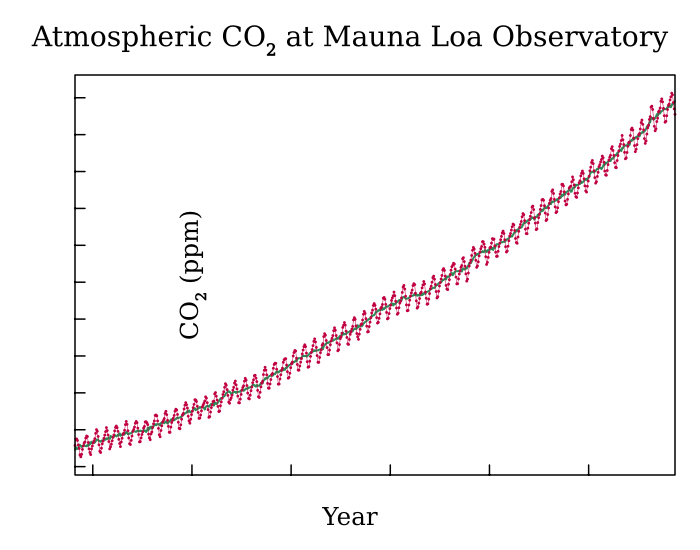 Atmospheric CO₂ at Mauna Loa Observatory
CO₂ (ppm)
Year